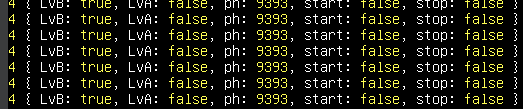 4 { LvB: true, LvA: false, ph: 9393, start: false, stop: false }
4 { LvB: true, LvA: false, ph: 9393, start: false, stop: false }
4 { LvB: true, LvA: false, ph: 9393, start: false, stop: false }
4 { LvB: true, LvA: false, ph: 9393, start: false, stop: false }
4 { LvB: true, LvA: false, ph: 9393, start: false, stop: false }
4 { LvB: true, LvA: false, ph: 9393, start: false, stop: false }
4 { LvB: true, LvA: false, ph: 9393, start: false, stop: false }